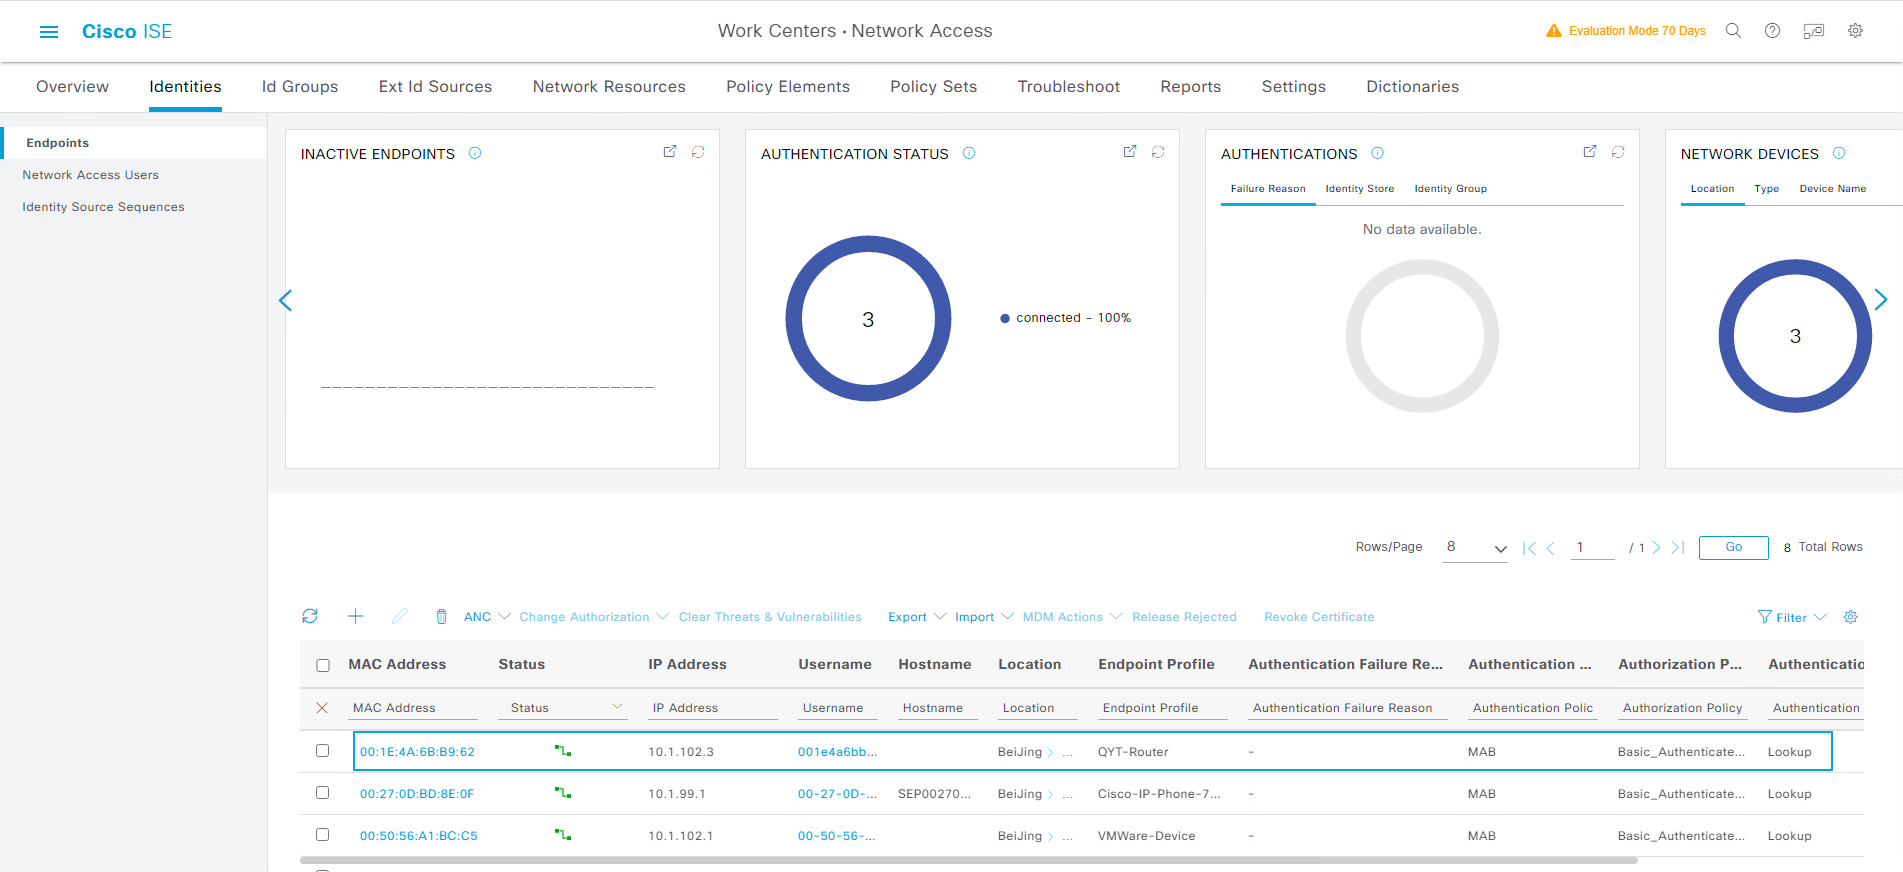 Cisco ISE
Work Centers · Network Access
Evaluation Mode 70 Days
Overview Identities Id Groups Ext Id Sources Network Resources Policy Elements Policy Sets Troubleshoot Reports Settings Dictionaries
Endpoints
Network Access Users
Identity Source Sequences
INACTIVE ENDPOINTS
AUTHENTICATION STATUS
3
connected - 100%
AUTHENTICATIONS
Failure Reason Identity Store Identity Group
No data available.
NETWORK DEVICES
Location Type Device Name
3
Rows/Page 8 1 / 1 Go 8 Total Rows
ANC Change Authorization Clear Threats & Vulnerabilities Export Import MDM Actions Release Rejected Revoke Certificate Filter
MAC Address Status IP Address Username Hostname Location Endpoint Profile Authentication Failure Re... Authentication ... Authorization P... Authenticatio
MAC Address Status IP Address Username Hostname Location Endpoint Profile Authentication Failure Reason Authentication Polic Authorization Policy Authentication
00:1E:4A:6B:B9:62 10.1.102.3 001e4a6bb... BeiJing > ... QYT-Router - MAB Basic_Authenticate... Lookup
00:27:0D:BD:8E:0F 10.1.99.1 00-27-0D-... SEP00270... BeiJing > ... Cisco-IP-Phone-7... - MAB Basic_Authenticate... Lookup
00:50:56:A1:BC:C5 10.1.102.1 00-50-56-... BeiJing > ... VMWare-Device - MAB Basic_Authenticate... Lookup